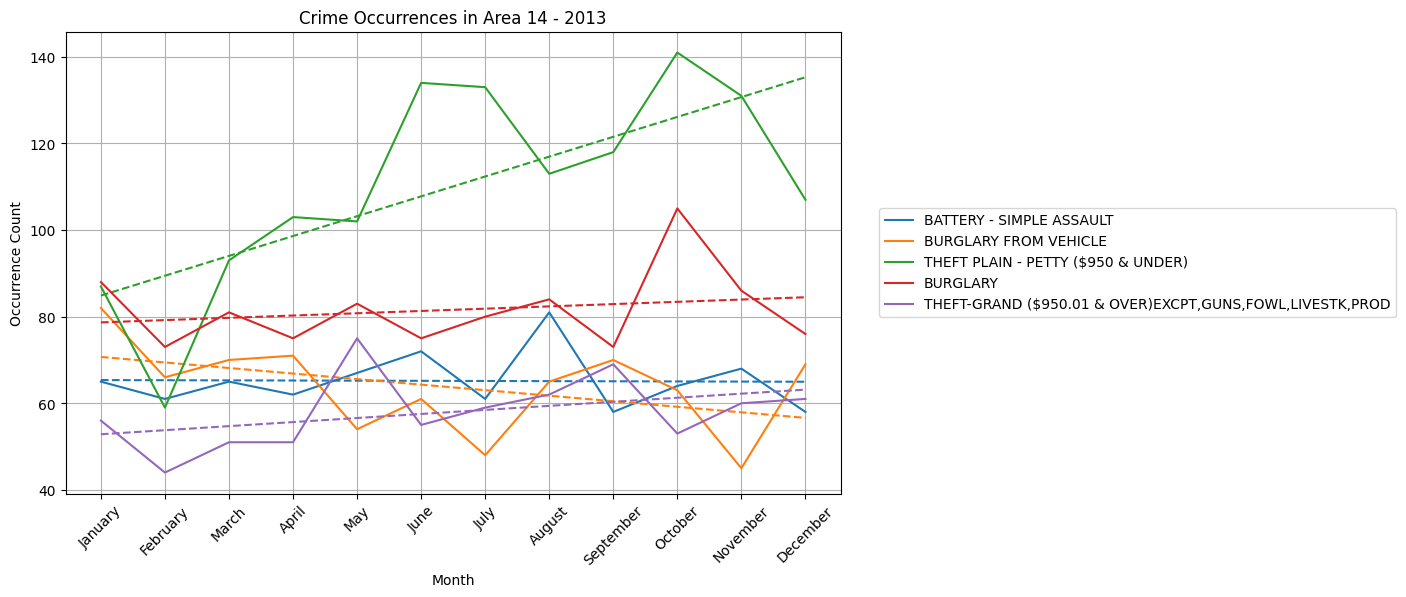 Crime Occurrences in Area 14 - 2013
Occurrence Count
140
120
100
80
60
40
January
February
March
April
May
June
July
August
September
October
November
December
Month
BATTERY - SIMPLE ASSAULT
BURGLARY FROM VEHICLE
THEFT PLAIN - PETTY ($950 & UNDER)
BURGLARY
THEFT-GRAND ($950.01 & OVER)EXCPT,GUNS,FOWL,LIVESTK,PROD